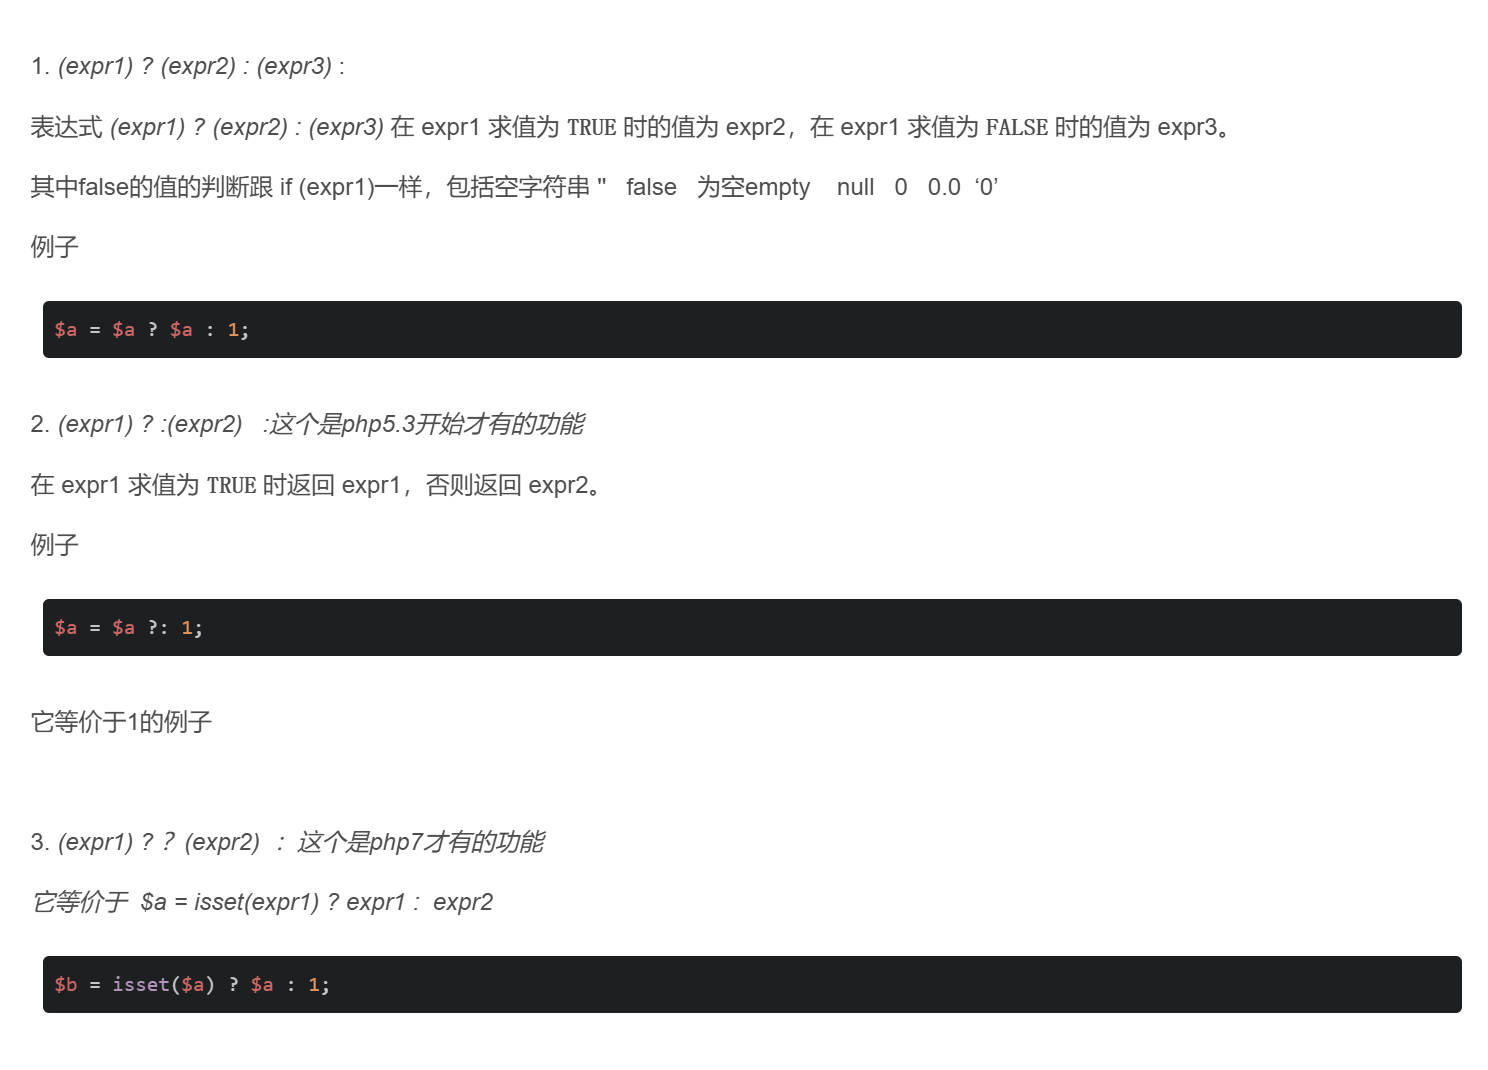 1. (expr1) ? (expr2) : (expr3) :
表达式 (expr1) ? (expr2) : (expr3) 在 expr1 求值为 TRUE 时的值为 expr2，在 expr1 求值为 FALSE 时的值为 expr3。
其中false的值的判断跟 if (expr1)一样，包括空字符串 '' false 为空empty null 0 0.0 ‘0’
例子
$a = $a ? $a : 1;
2. (expr1) ? :(expr2) :这个是php5.3开始才有的功能
在 expr1 求值为 TRUE 时返回 expr1，否则返回 expr2。
例子
$a = $a ?: 1;
它等价于1的例子
3. (expr1) ? ？ (expr2) ： 这个是php7才有的功能
它等价于 $a = isset(expr1) ? expr1 : expr2
$b = isset($a) ? $a : 1;